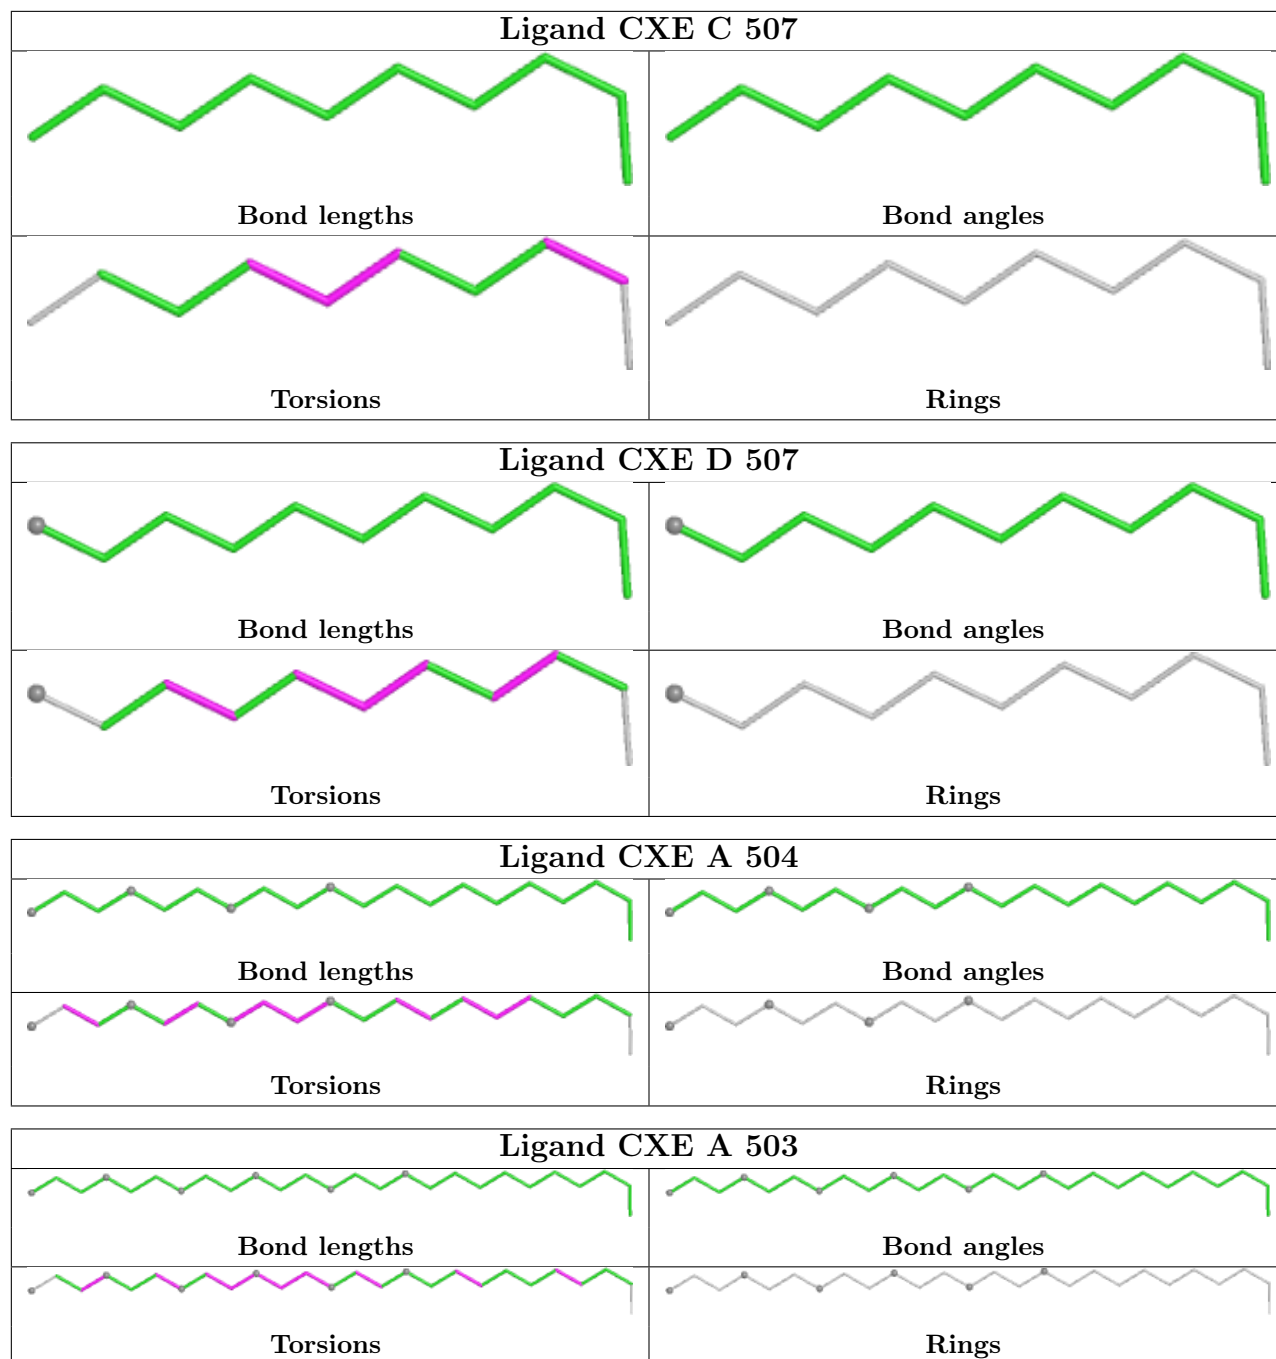 Ligand CXE C 507
Bond lengths
Bond angles
Torsions
Rings
Ligand CXE D 507
Bond lengths
Bond angles
Torsions
Rings
Ligand CXE A 504
Bond lengths
Bond angles
Torsions
Rings
Ligand CXE A 503
Bond lengths
Bond angles
Torsions
Rings